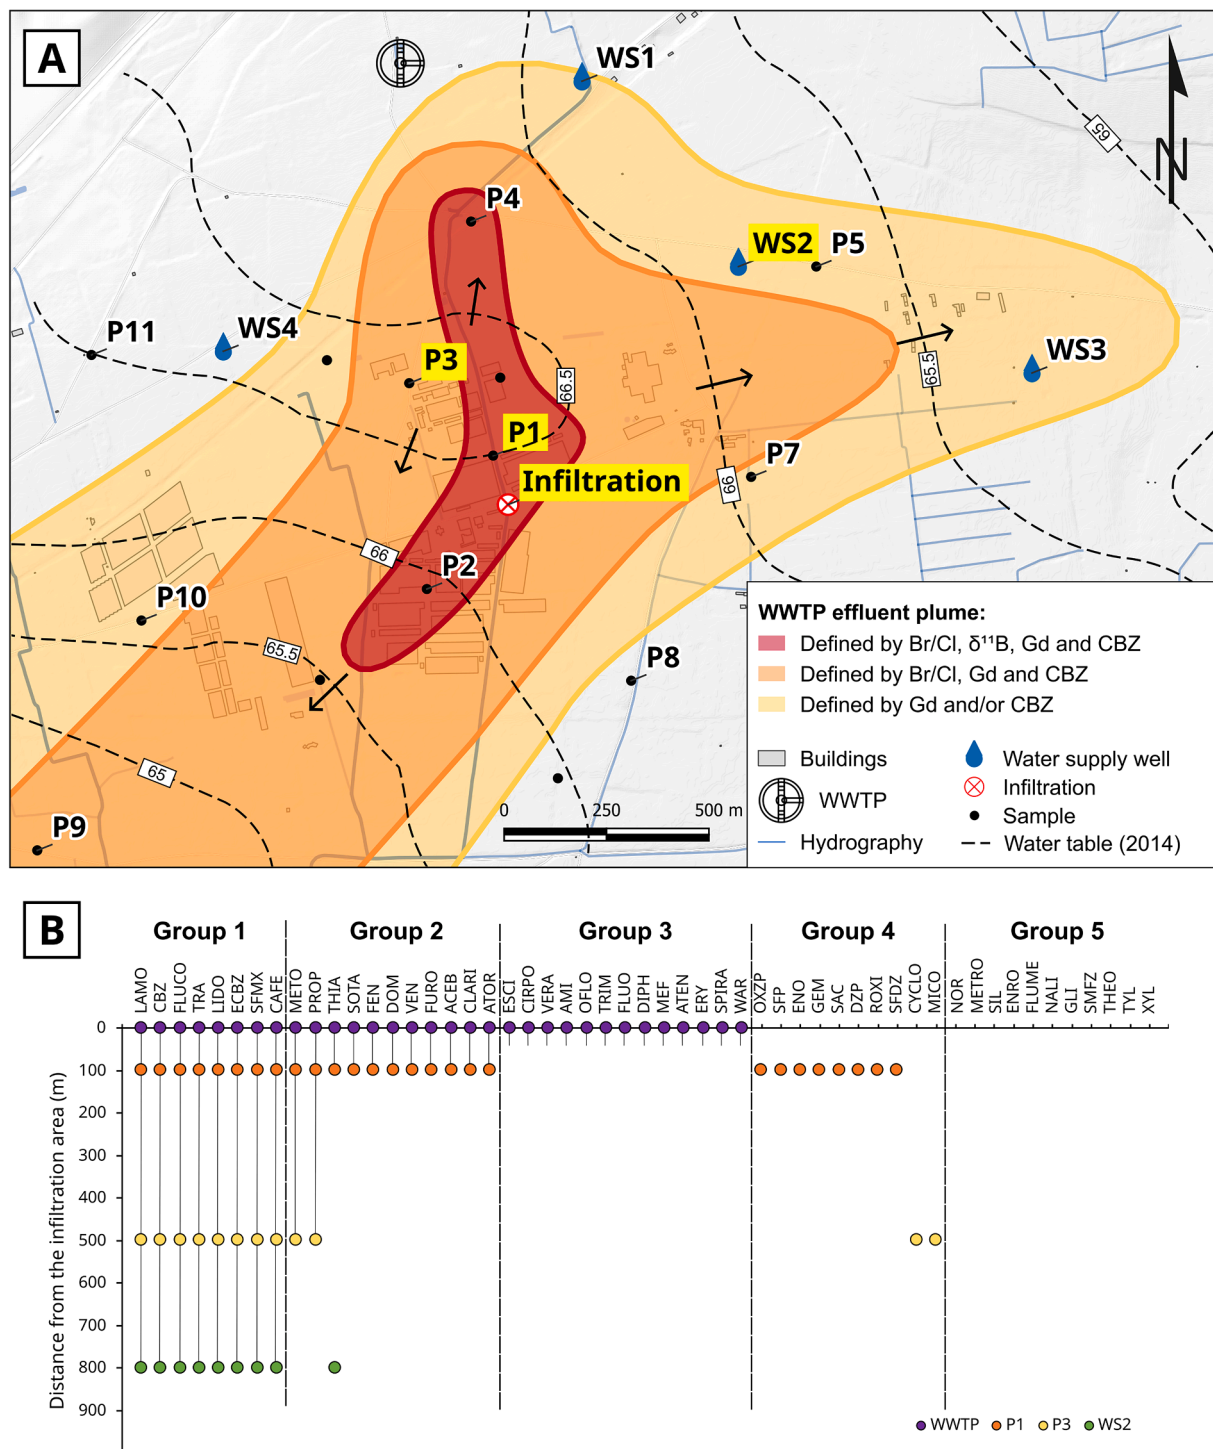 A
WS1
65
N
P4
WS2
P5
P11
WS4
P3
WS3
66.5
65.5
P1
Infiltration
P7
66
66
P2
P10
65.5
P8
65
P9
0 250 500 m
WWTP effluent plume:
Defined by Br/Cl, δ¹¹B, Gd and CBZ
Defined by Br/Cl, Gd and CBZ
Defined by Gd and/or CBZ
Buildings
Water supply well
WWTP
Infiltration
Sample
Hydrography
Water table (2014)
B
Group 1 Group 2 Group 3 Group 4 Group 5
LAMO CBZ FLUCO TRA LIDO ECBZ SFMX CAFE METO PROP THIA SOTA FEN DOM VEN FURO ACEB CLARI ATOR ESCI CIRPO VERA AMI OFLO TRIM FLUO DIPH MEF ATEN ERY SPIRA WAR OXZP SFP ENO GEM SAC DZP ROXI SFDZ CYCLO MICO NOR METRO SIL ENRO FLUME NALI GLI SMFZ THEO TYL XYL
Distance from the infiltration area (m)
0
100
200
300
400
500
600
700
800
900
WWTP P1 P3 WS2